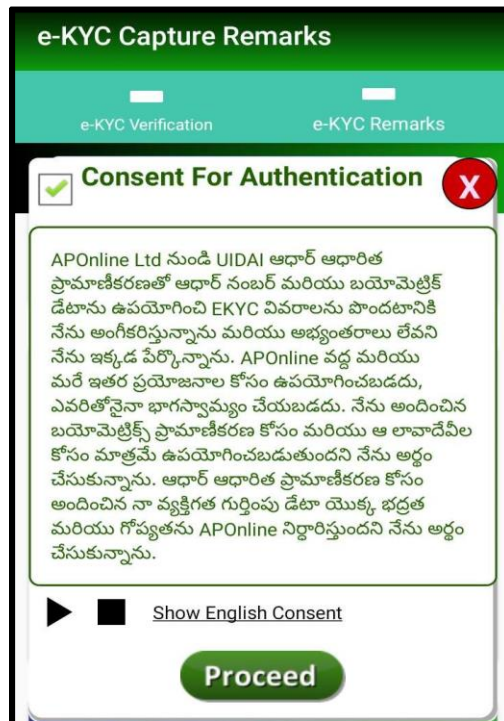 e-KYC Capture Remarks
e-KYC Verification
e-KYC Remarks
Consent For Authentication
X
APOnline Ltd నుండి UIDAI ఆధార్ ఆధారిత
ప్రామాణీకరణతో ఆధార్ నంబర్ మరియు బయోమెట్రిక్
డేటాను ఉపయోగించి EKYC వివరాలను పొందటానికి
నేను అంగీకరిస్తున్నాను మరియు అభ్యంతరాలు లేవని
నేను ఇక్కడ పేర్కొన్నాను. APOnline వద్ద మరియు
మరే ఇతర ప్రయోజనాల కోసం ఉపయోగించబడదు,
ఎవరితోనైనా భాగస్వామ్యం చేయబడదు. నేను అందించిన
బయోమెట్రిక్స్ ప్రామాణీకరణ కోసం మరియు ఆ లావాదేవీల
కోసం మాత్రమే ఉపయోగించబడుతుందని నేను అర్థం
చేసుకున్నాను. ఆధార్ ఆధారిత ప్రామాణీకరణ కోసం
అందించిన నా వ్యక్తిగత గుర్తింపు డేటా యొక్క భద్రత
మరియు గోప్యతను APOnline నిర్ధారిస్తుందని నేను అర్థం
చేసుకున్నాను.
Show English Consent
Proceed